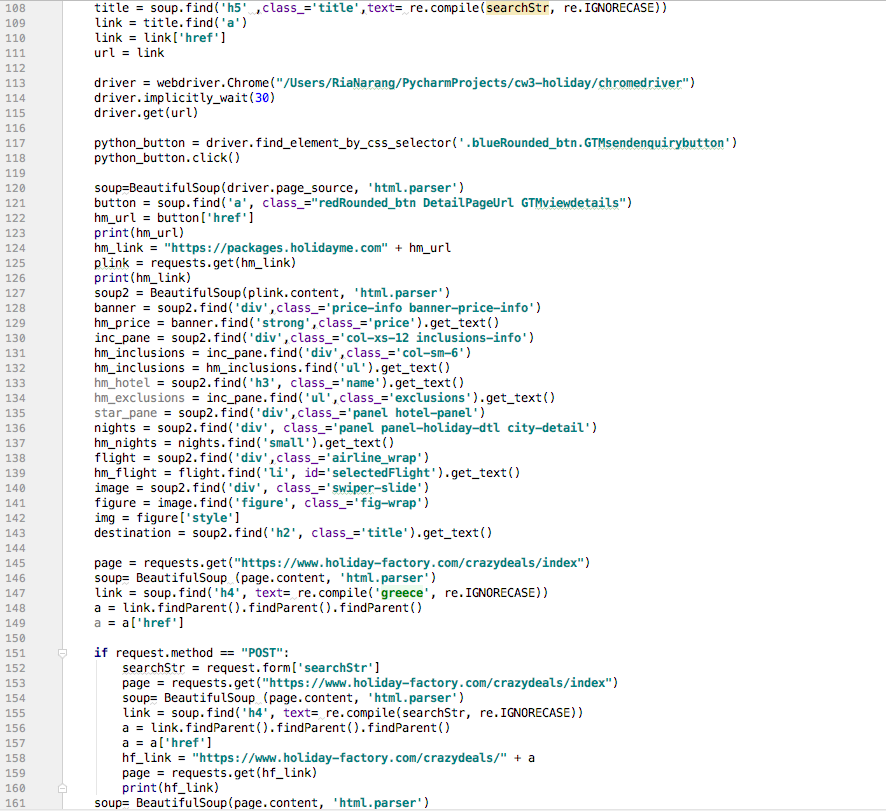 108 title = soup.find('h5' ,class_='title',text= re.compile(searchStr, re.IGNORECASE))
109 link = title.find('a')
110 link = link['href']
111 url = link
112
113 driver = webdriver.Chrome("/Users/RiaNarang/PycharmProjects/cw3-holiday/chromedriver")
114 driver.implicitly_wait(30)
115 driver.get(url)
116
117 python_button = driver.find_element_by_css_selector('.blueRounded_btn.GTMsendenquirybutton')
118 python_button.click()
119
120 soup=BeautifulSoup(driver.page_source, 'html.parser')
121 button = soup.find('a', class_="redRounded_btn DetailPageUrl GTMviewdetails")
122 hm_url = button['href']
123 print(hm_url)
124 hm_link = "https://packages.holidayme.com" + hm_url
125 plink = requests.get(hm_link)
126 print(hm_link)
127 soup2 = BeautifulSoup(plink.content, 'html.parser')
128 banner = soup2.find('div',class_='price-info banner-price-info')
129 hm_price = banner.find('strong',class_='price').get_text()
130 inc_pane = soup2.find('div',class_='col-xs-12 inclusions-info')
131 hm_inclusions = inc_pane.find('div',class_='col-sm-6')
132 hm_inclusions = hm_inclusions.find('ul').get_text()
133 hm_hotel = soup2.find('h3', class_='name').get_text()
134 hm_exclusions = inc_pane.find('ul',class_='exclusions').get_text()
135 star_pane = soup2.find('div',class_='panel hotel-panel')
136 nights = soup2.find('div', class_='panel panel-holiday-dtl city-detail')
137 hm_nights = nights.find('small').get_text()
138 flight = soup2.find('div',class_='airline_wrap')
139 hm_flight = flight.find('li', id='selectedFlight').get_text()
140 image = soup2.find('div', class_='swiper-slide')
141 figure = image.find('figure', class_='fig-wrap')
142 img = figure['style']
143 destination = soup2.find('h2', class_='title').get_text()
144
145 page = requests.get("https://www.holiday-factory.com/crazydeals/index")
146 soup= BeautifulSoup (page.content, 'html.parser')
147 link = soup.find('h4', text= re.compile('greece', re.IGNORECASE))
148 a = link.findParent().findParent().findParent()
149 a = a['href']
150
151 if request.method == "POST":
152 searchStr = request.form['searchStr']
153 page = requests.get("https://www.holiday-factory.com/crazydeals/index")
154 soup= BeautifulSoup (page.content, 'html.parser')
155 link = soup.find('h4', text= re.compile(searchStr, re.IGNORECASE))
156 a = link.findParent().findParent().findParent()
157 a = a['href']
158 hf_link = "https://www.holiday-factory.com/crazydeals/" + a
159 page = requests.get(hf_link)
160 print(hf_link)
161 soup= BeautifulSoup(page.content, 'html.parser')